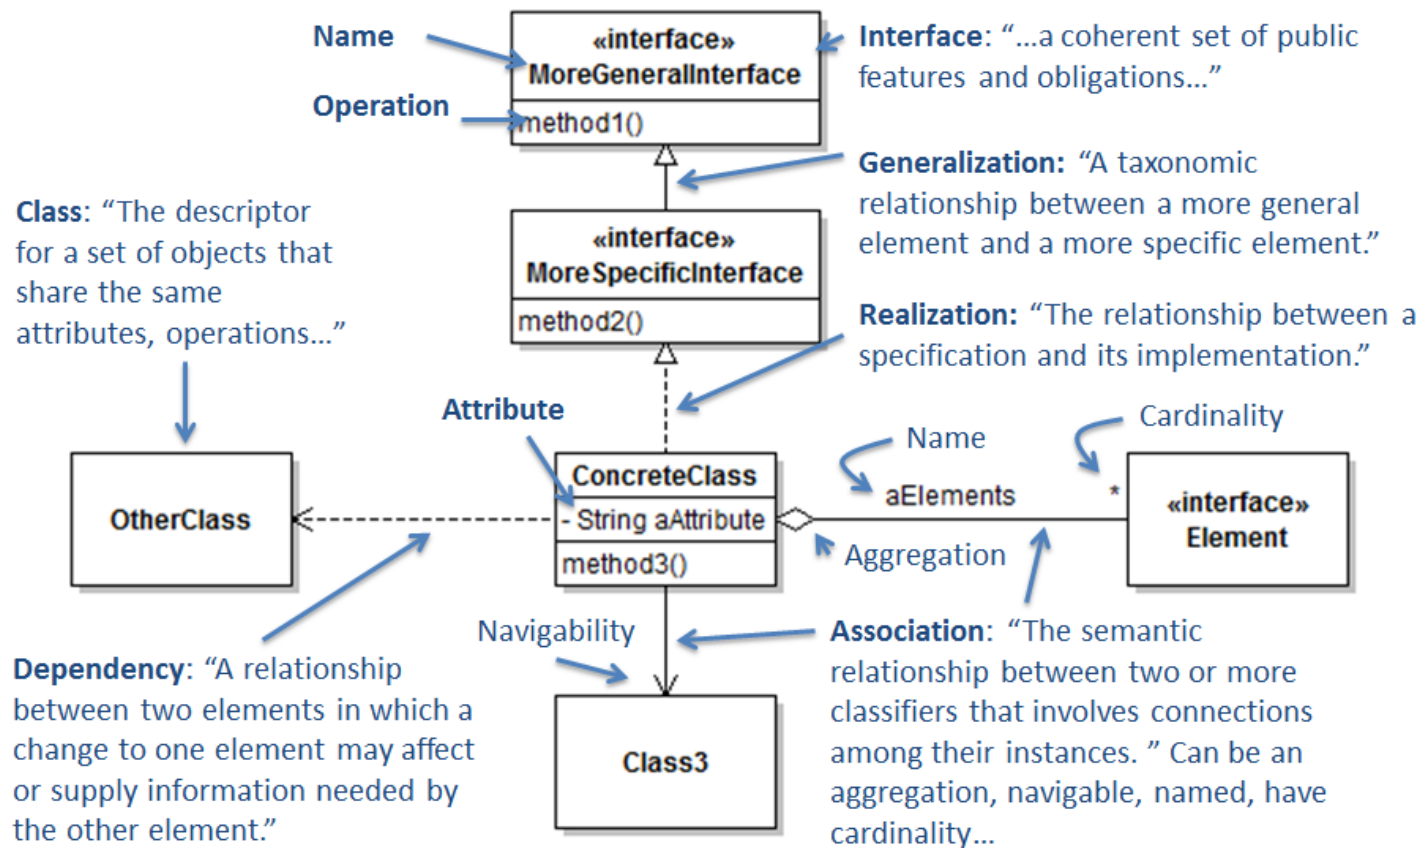 Name
«interface»
MoreGeneralInterface
Operation
method1()
Interface: “...a coherent set of public
features and obligations...”
Generalization: “A taxonomic
relationship between a more general
element and a more specific element.”
Class: “The descriptor
for a set of objects that
share the same
attributes, operations...”
«interface»
MoreSpecificInterface
method2()
Realization: “The relationship between a
specification and its implementation.”
Attribute
Name
Cardinality
OtherClass
ConcreteClass
- String aAttribute
method3()
aElements
*
Aggregation
«interface»
Element
Navigability
Dependency: “A relationship
between two elements in which a
change to one element may affect
or supply information needed by
the other element.”
Class3
Association: “The semantic
relationship between two or more
classifiers that involves connections
among their instances. ” Can be an
aggregation, navigable, named, have
cardinality...